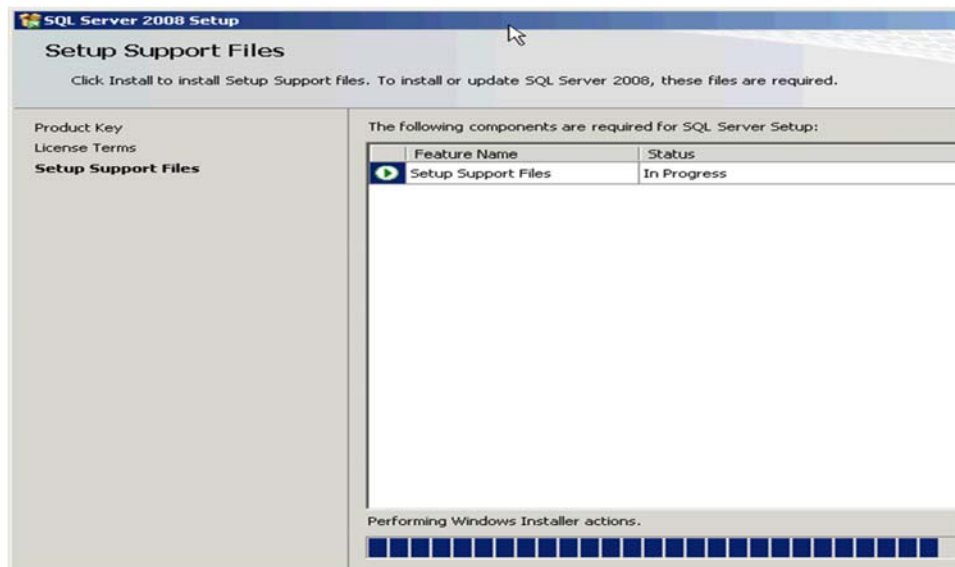 SQL Server 2008 Setup
Setup Support Files
Click Install to install Setup Support files. To install or update SQL Server 2008, these files are required.
Product Key
License Terms
Setup Support Files
The following components are required for SQL Server Setup:
Feature Name Status
Setup Support Files In Progress
Performing Windows Installer actions.